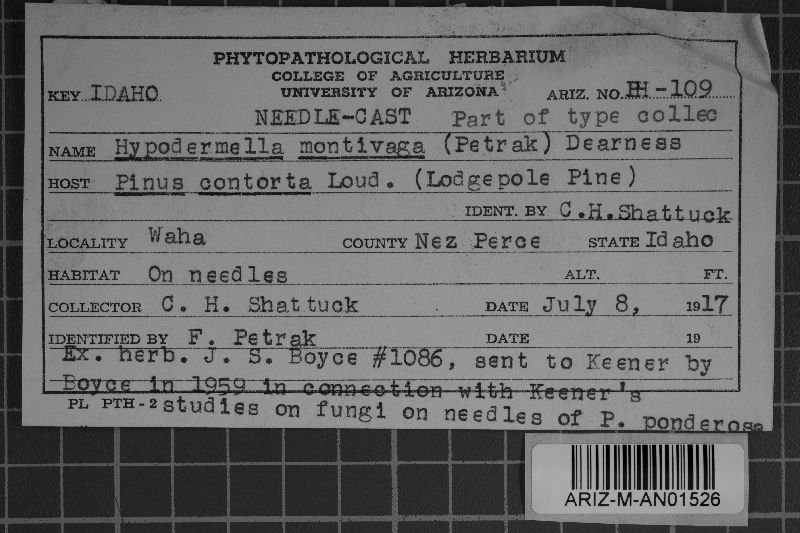 PHYTOPATHOLOGICAL HERBARIUM
COLLEGE OF AGRICULTURE
KEY IDAHO UNIVERSITY OF ARIZONA ARIZ. NO. HH-109
NEEDLE-CAST Part of type collec
NAME Hypodermella montivaga (Petrak) Dearness
HOST Pinus contorta Loud. (Lodgepole Pine)
IDENT. BY C.H.Shattuck
LOCALITY Waha COUNTY Nez Perce STATE Idaho
HABITAT On needles ALT. FT.
COLLECTOR C. H. Shattuck DATE July 8, 1917
IDENTIFIED BY F. Petrak DATE 19
Ex. herb. J. S. Boyce #1086, sent to Keener by
Boyce in 1959 in connection with Keener's
PL PTH-2 studies on fungi on needles of P. ponderosa
ARIZ-M-AN01526